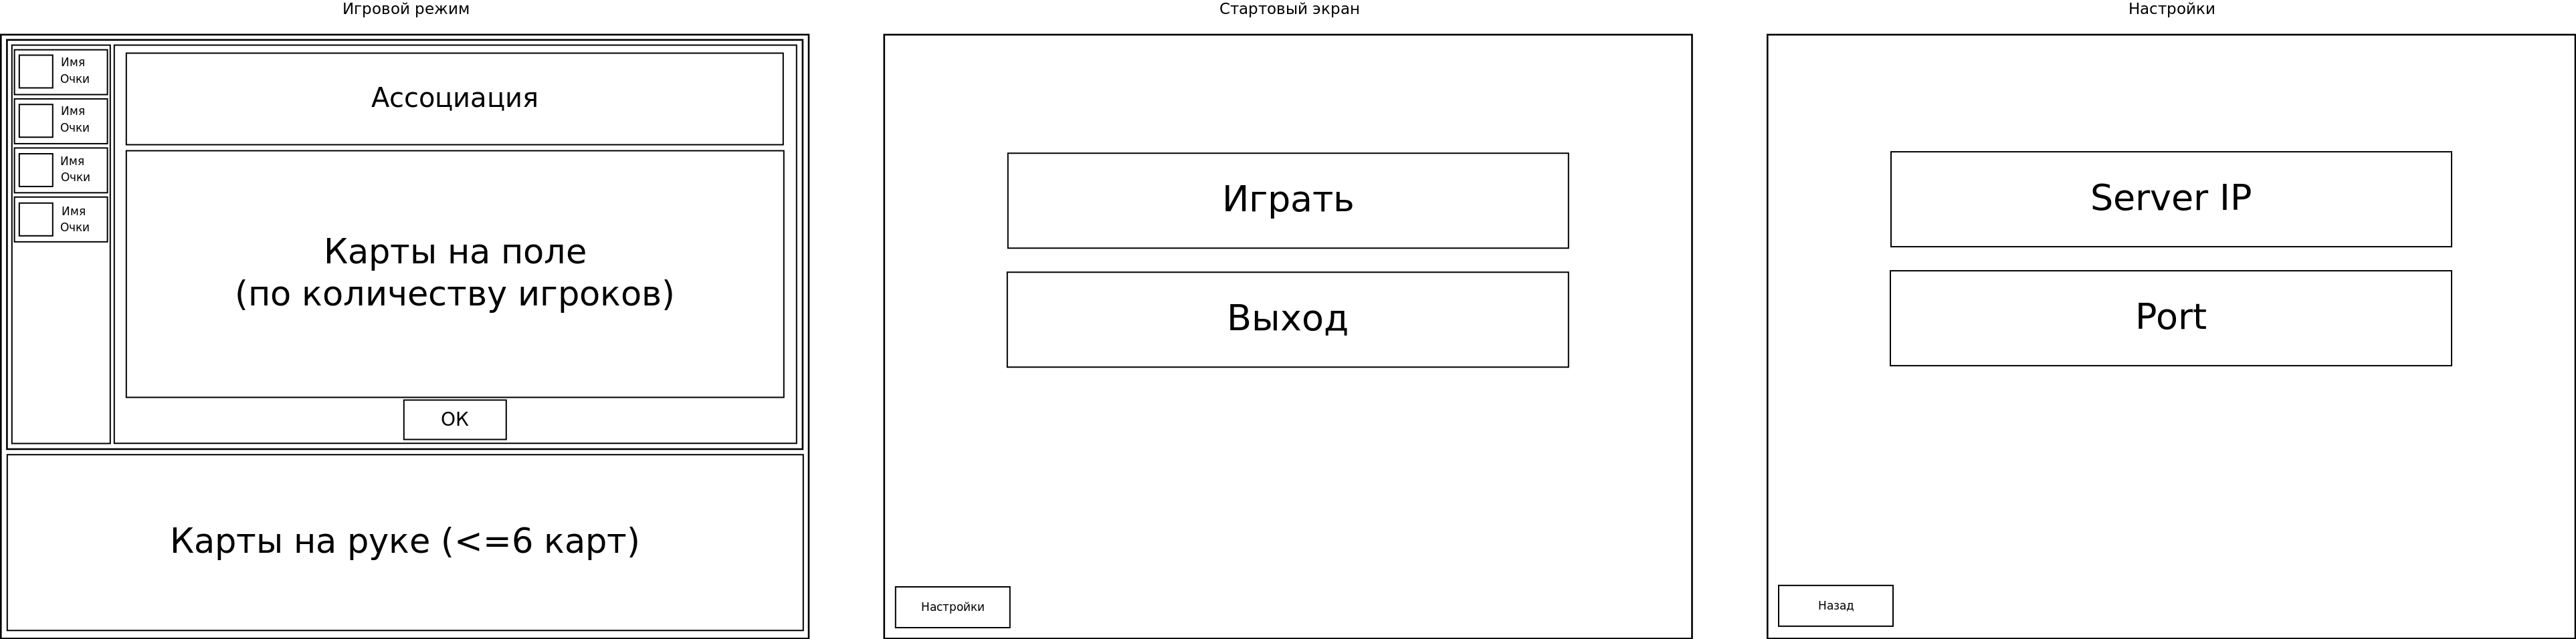 Игровой режим
Имя
Очки
Имя
Очки
Имя
Очки
Имя
Очки
Ассоциация
Карты на поле
(по количеству игроков)
ОК
Карты на руке (<=6 карт)
Стартовый экран
Играть
Выход
Настройки
Настройки
Server IP
Port
Назад